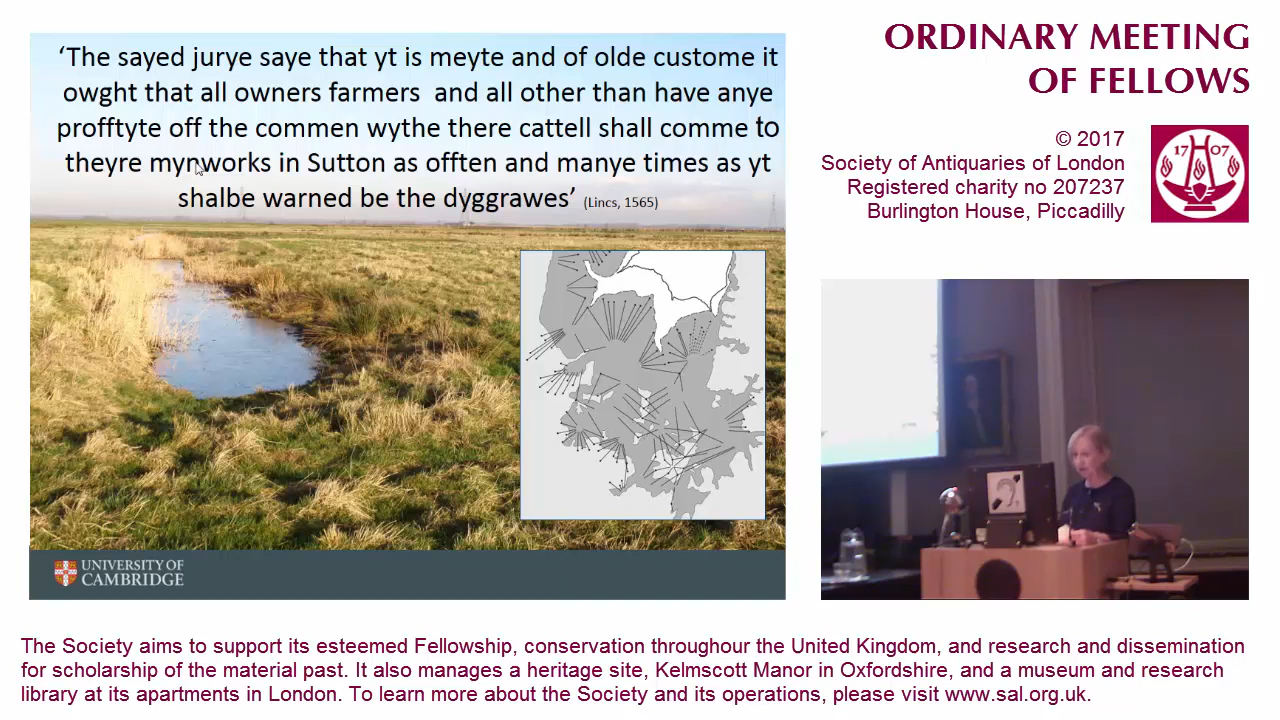 ‘The sayed jurye saye that yt is meyte and of olde custome it
owght that all owners farmers and all other than have anye
profftyte off the commen wythe there cattell shall comme to
theyre mynworks in Sutton as offten and manye times as yt
shalbe warned be the dyggrawes’ (Lincs, 1565)
UNIVERSITY OF
CAMBRIDGE
ORDINARY MEETING
OF FELLOWS
© 2017
Society of Antiquaries of London
Registered charity no 207237
Burlington House, Piccadilly
17 07
The Society aims to support its esteemed Fellowship, conservation throughour the United Kingdom, and research and dissemination
for scholarship of the material past. It also manages a heritage site, Kelmscott Manor in Oxfordshire, and a museum and research
library at its apartments in London. To learn more about the Society and its operations, please visit www.sal.org.uk.